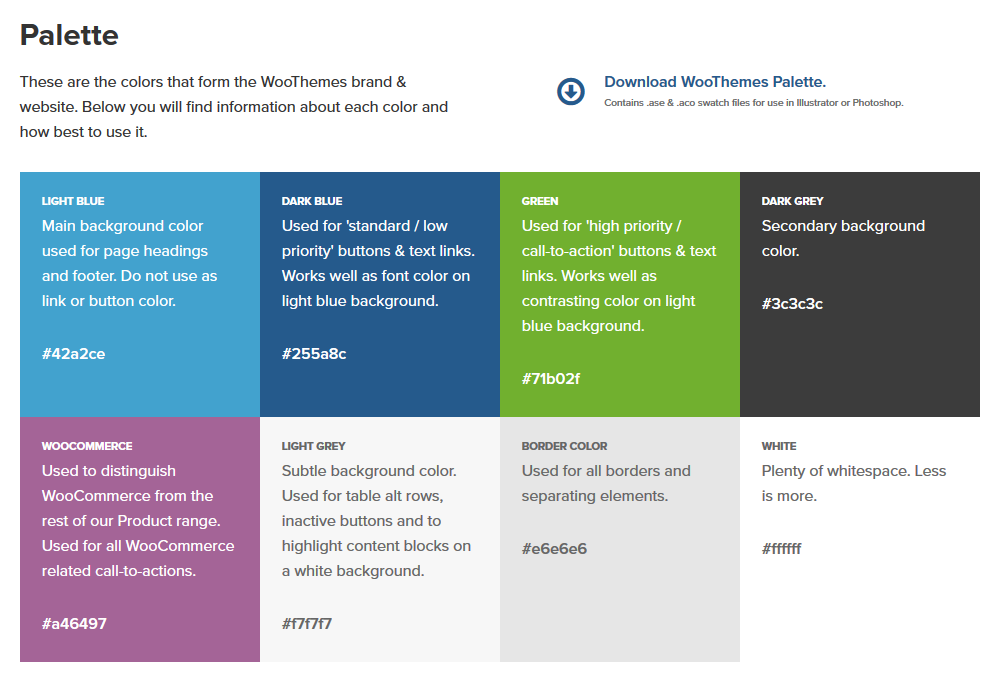 Palette
These are the colors that form the WooThemes brand &
website. Below you will find information about each color and
how best to use it.
Download WooThemes Palette.
Contains .ase & .aco swatch files for use in Illustrator or Photoshop.
LIGHT BLUE
Main background color
used for page headings
and footer. Do not use as
link or button color.
#42a2ce
DARK BLUE
Used for 'standard / low
priority' buttons & text links.
Works well as font color on
light blue background.
#255a8c
GREEN
Used for 'high priority /
call-to-action' buttons & text
links. Works well as
contrasting color on light
blue background.
#71b02f
DARK GREY
Secondary background
color.
#3c3c3c
WOOCOMMERCE
Used to distinguish
WooCommerce from the
rest of our Product range.
Used for all WooCommerce
related call-to-actions.
#a46497
LIGHT GREY
Subtle background color.
Used for table alt rows,
inactive buttons and to
highlight content blocks on
a white background.
#f7f7f7
BORDER COLOR
Used for all borders and
separating elements.
#e6e6e6
WHITE
Plenty of whitespace. Less
is more.
#ffffff